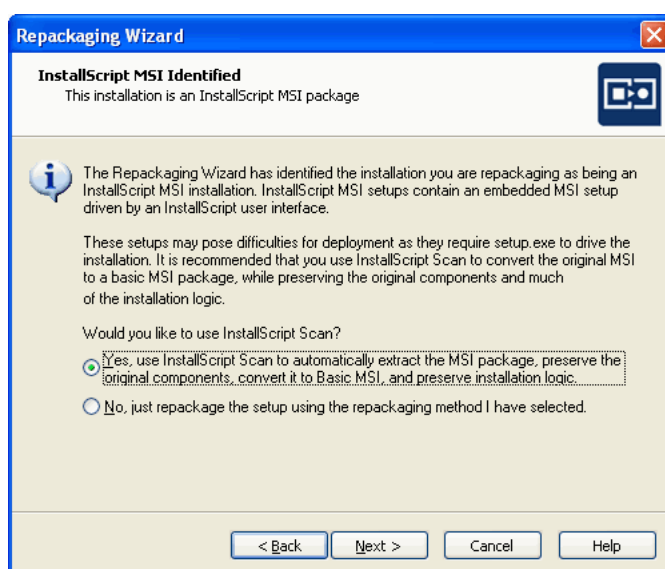 Repackaging Wizard
InstallScript MSI Identified
This installation is an InstallScript MSI package
The Repackaging Wizard has identified the installation you are repackaging as being an
InstallScript MSI installation. InstallScript MSI setups contain an embedded MSI setup
driven by an InstallScript user interface.
These setups may pose difficulties for deployment as they require setup.exe to drive the
installation. It is recommended that you use InstallScript Scan to convert the original MSI
to a basic MSI package, while preserving the original components and much
of the installation logic.
Would you like to use InstallScript Scan?
Yes, use InstallScript Scan to automatically extract the MSI package, preserve the
original components, convert it to Basic MSI, and preserve installation logic.
No, just repackage the setup using the repackaging method I have selected.
< Back Next > Cancel Help